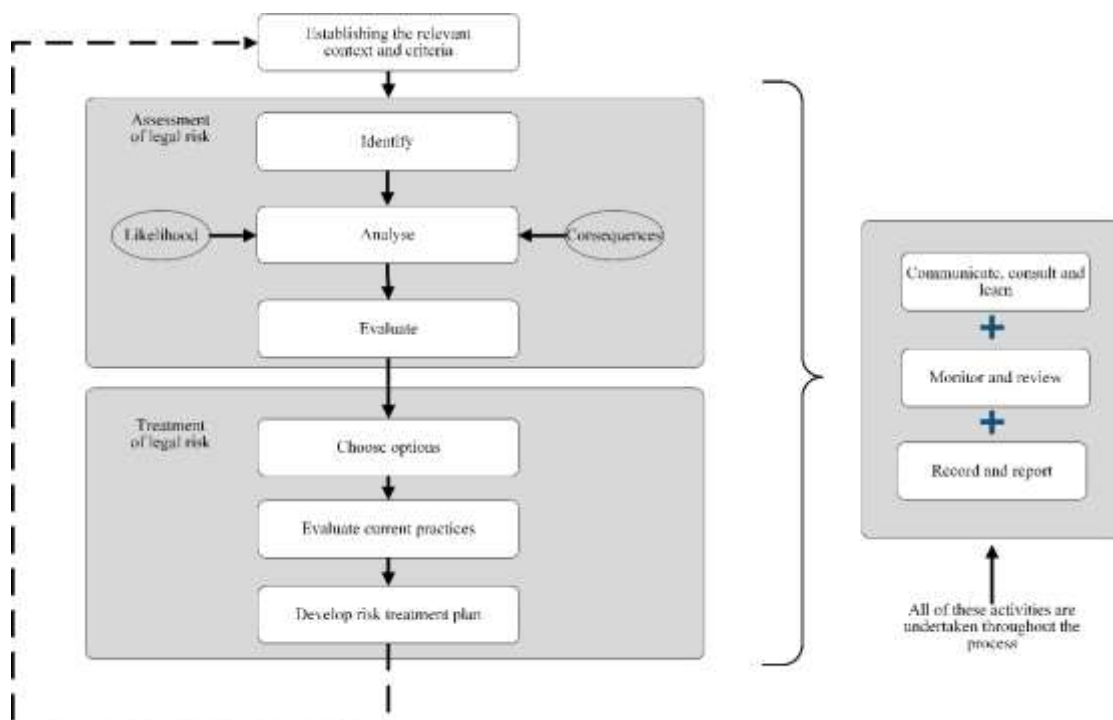 Establishing the relevant
context and criteria
Assessment
of legal risk
Identify
Likelihood
Analyse
Consequences
Evaluate
Treatment
of legal risk
Choose options
Evaluate current practices
Develop risk treatment plan
Communicate, consult and
learn
Monitor and review
Record and report
All of these activities are
undertaken throughout the
process